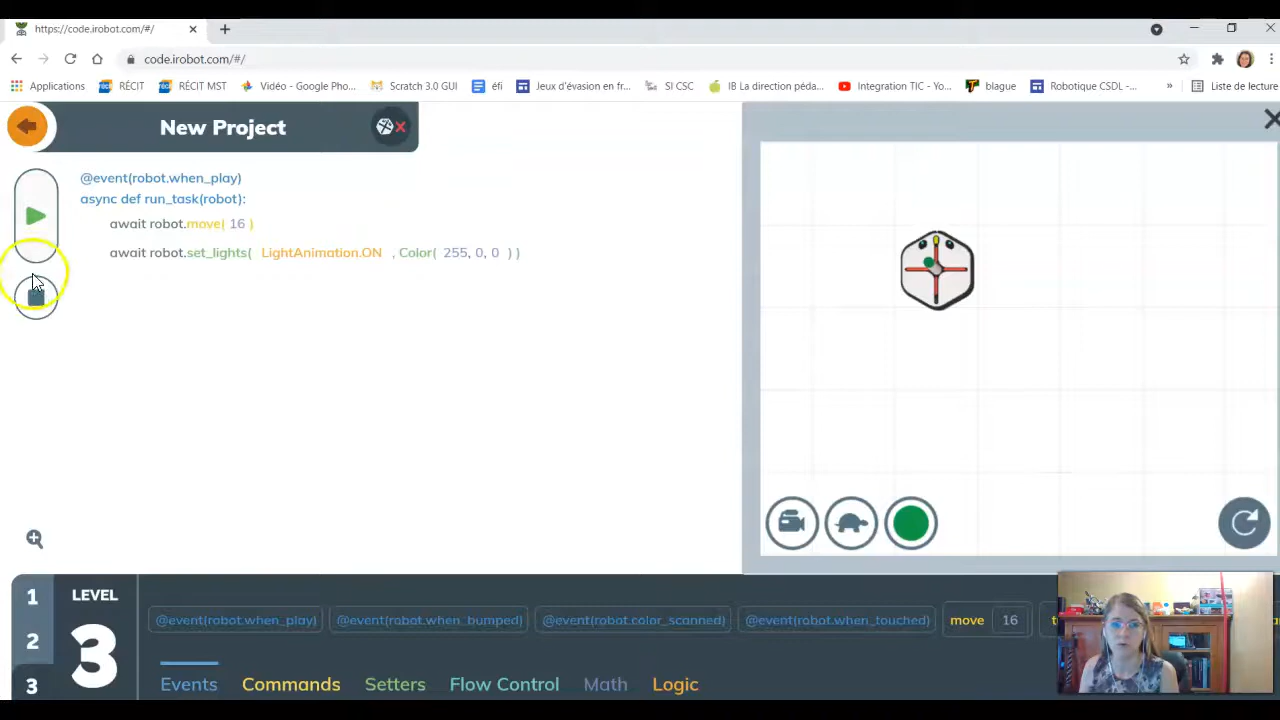 https://code.irobot.com/#/
code.irobot.com/#/
Applications
RÉCIT
RÉCIT MST
Vidéo - Google Pho...
Scratch 3.0 GUI
éfi
Jeux d'évasion en fr...
SI CSC
IB La direction péda...
Integration TIC - Yo...
blague
Robotique CSDL -...
»
Liste de lecture
New Project
@event(robot.when_play)
async def run_task(robot):
await robot.move( 16 )
await robot.set_lights( LightAnimation.ON , Color( 255, 0, 0 ) )
1
2
3
LEVEL
3
@event(robot.when_play)
@event(robot.when_bumped)
@event(robot.color_scanned)
@event(robot.when_touched)
move 16
Events
Commands
Setters
Flow Control
Math
Logic